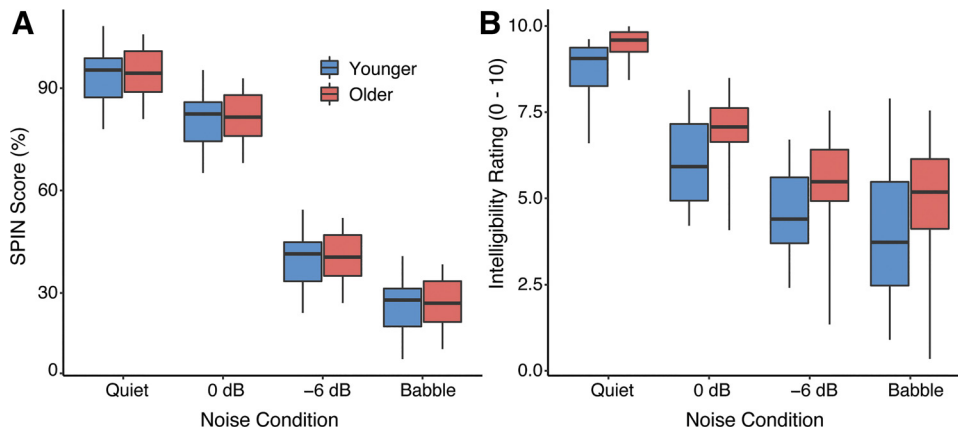 A
SPIN Score (%)
90
60
30
0
Younger
Older
Quiet
0 dB
−6 dB
Babble
Noise Condition
B
Intelligibility Rating (0 - 10)
10.0
7.5
5.0
2.5
0.0
Quiet
0 dB
−6 dB
Babble
Noise Condition